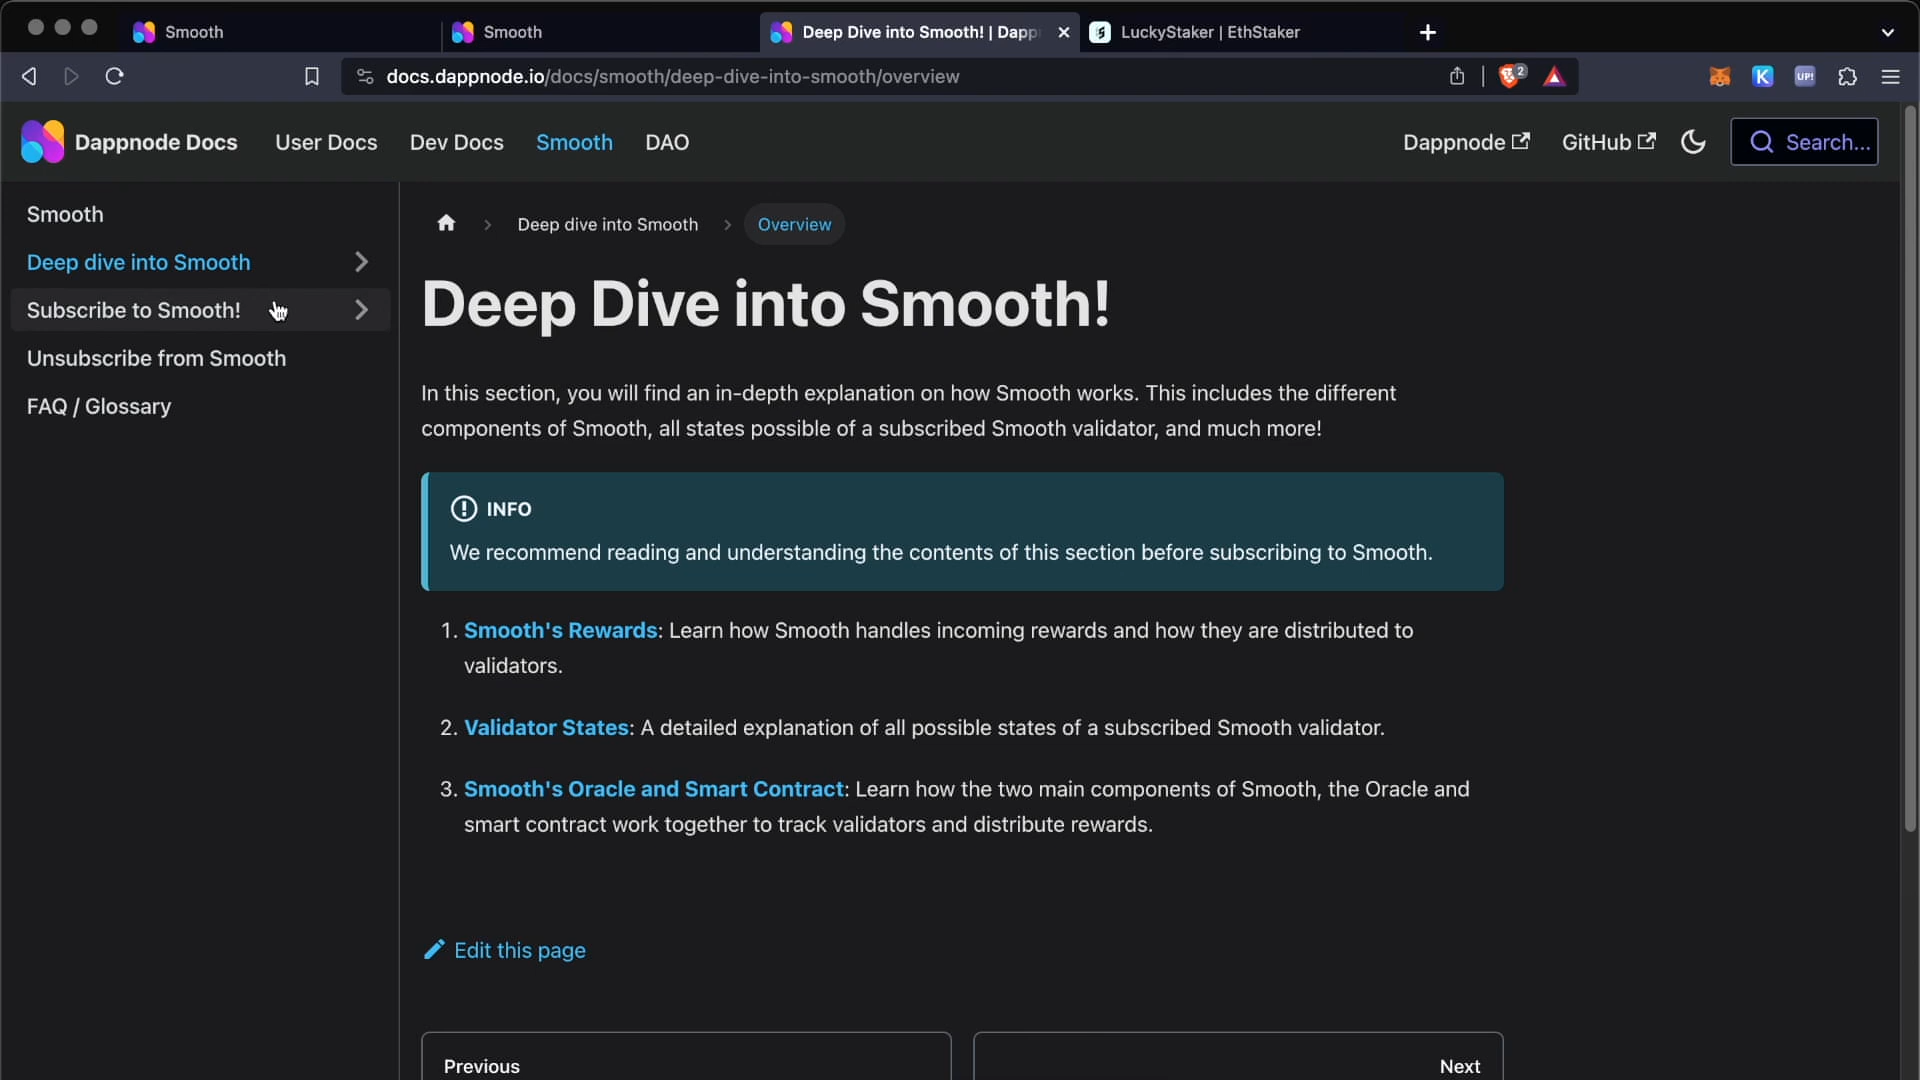 Smooth
Smooth
Deep Dive into Smooth! | Dapp
LuckyStaker | EthStaker
docs.dappnode.io/docs/smooth/deep-dive-into-smooth/overview
2
K
UP!
Dappnode Docs
User Docs
Dev Docs
Smooth
DAO
Dappnode
GitHub
Search...
Smooth
Deep dive into Smooth
Subscribe to Smooth!
Unsubscribe from Smooth
FAQ / Glossary
Deep dive into Smooth
Overview
Deep Dive into Smooth!
In this section, you will find an in-depth explanation on how Smooth works. This includes the different
components of Smooth, all states possible of a subscribed Smooth validator, and much more!
INFO
We recommend reading and understanding the contents of this section before subscribing to Smooth.
1. Smooth's Rewards: Learn how Smooth handles incoming rewards and how they are distributed to
validators.
2. Validator States: A detailed explanation of all possible states of a subscribed Smooth validator.
3. Smooth's Oracle and Smart Contract: Learn how the two main components of Smooth, the Oracle and
smart contract work together to track validators and distribute rewards.
Edit this page
Previous
Next